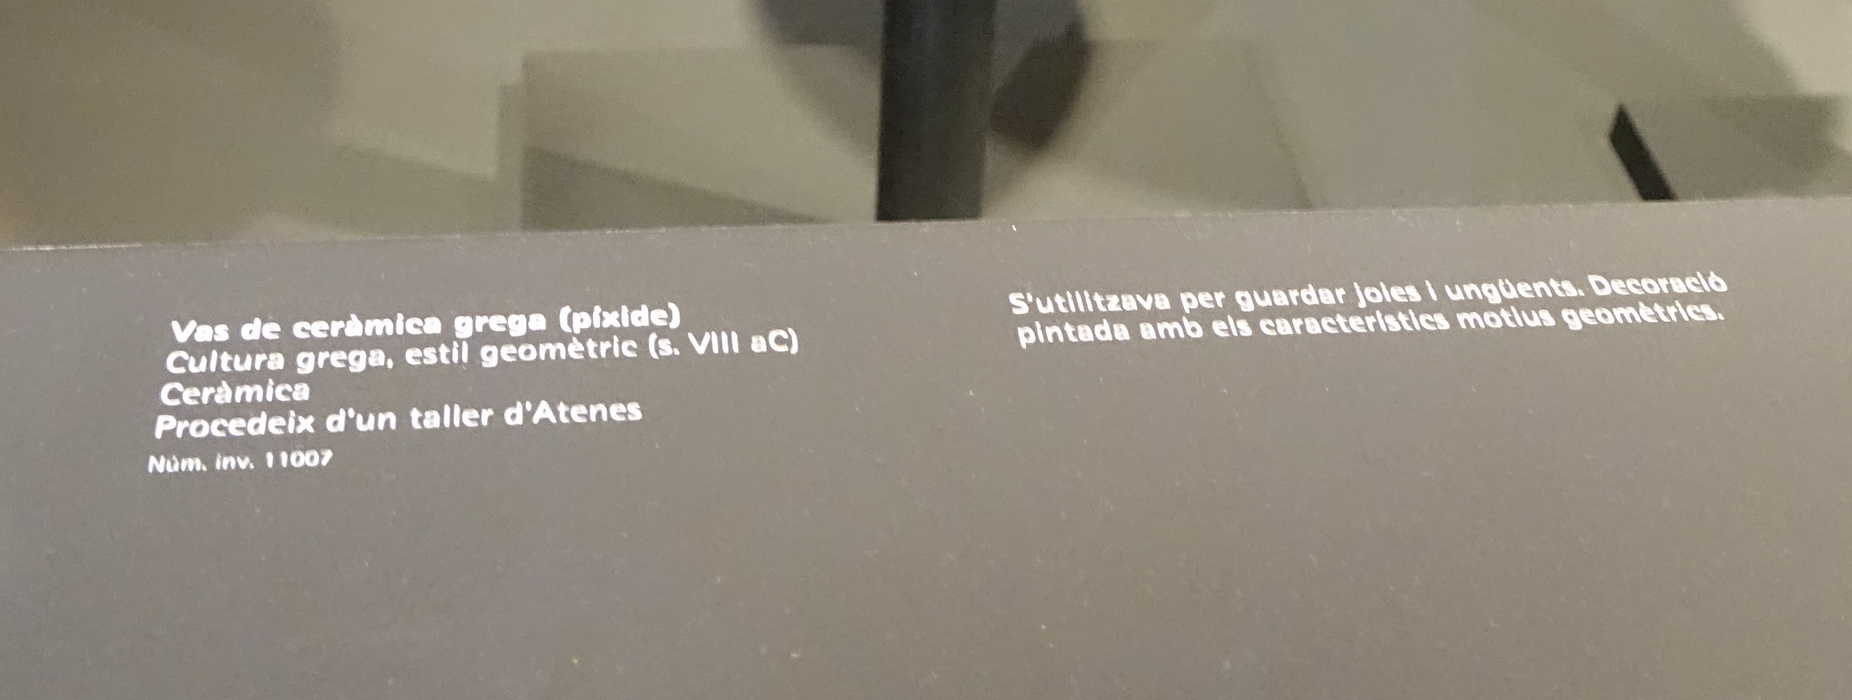 Vas de ceràmica grega (píxide)
Cultura grega, estil geomètric (s. VIII aC)
Ceràmica
Procedeix d'un taller d'Atenes
Núm. inv. 11007
S'utilitzava per guardar joies i ungüents. Decoració
pintada amb els característics motius geomètrics.